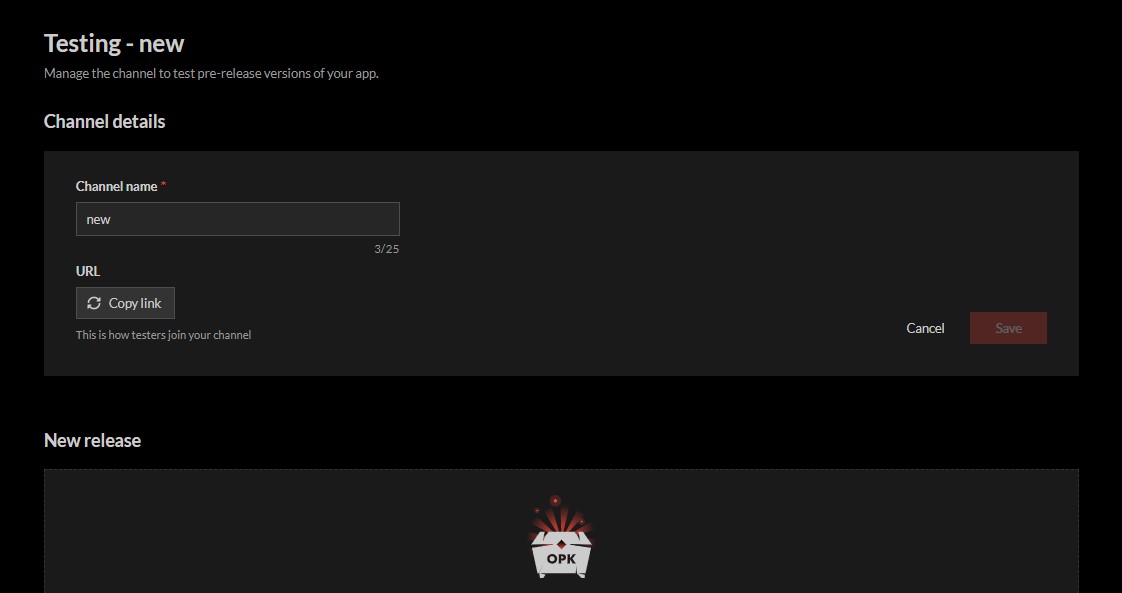 Testing - new
Manage the channel to test pre-release versions of your app.
Channel details
Channel name *
new
3/25
URL
Copy link
This is how testers join your channel
Cancel
Save
New release
OPK